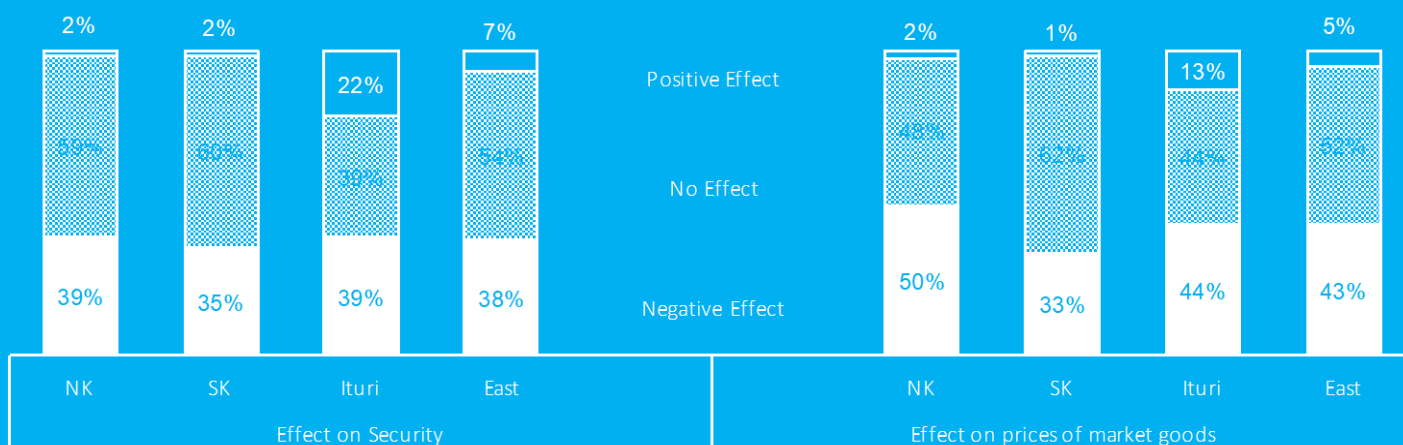 2% 2% 7% 2% 1% 5%
22% Positive Effect 13%
59% 60% 39% 54% No Effect 48% 62% 44% 52%
39% 35% 39% 38% Negative Effect 50% 33% 44% 43%
NK SK Ituri East NK SK Ituri East
Effect on Security Effect on prices of market goods